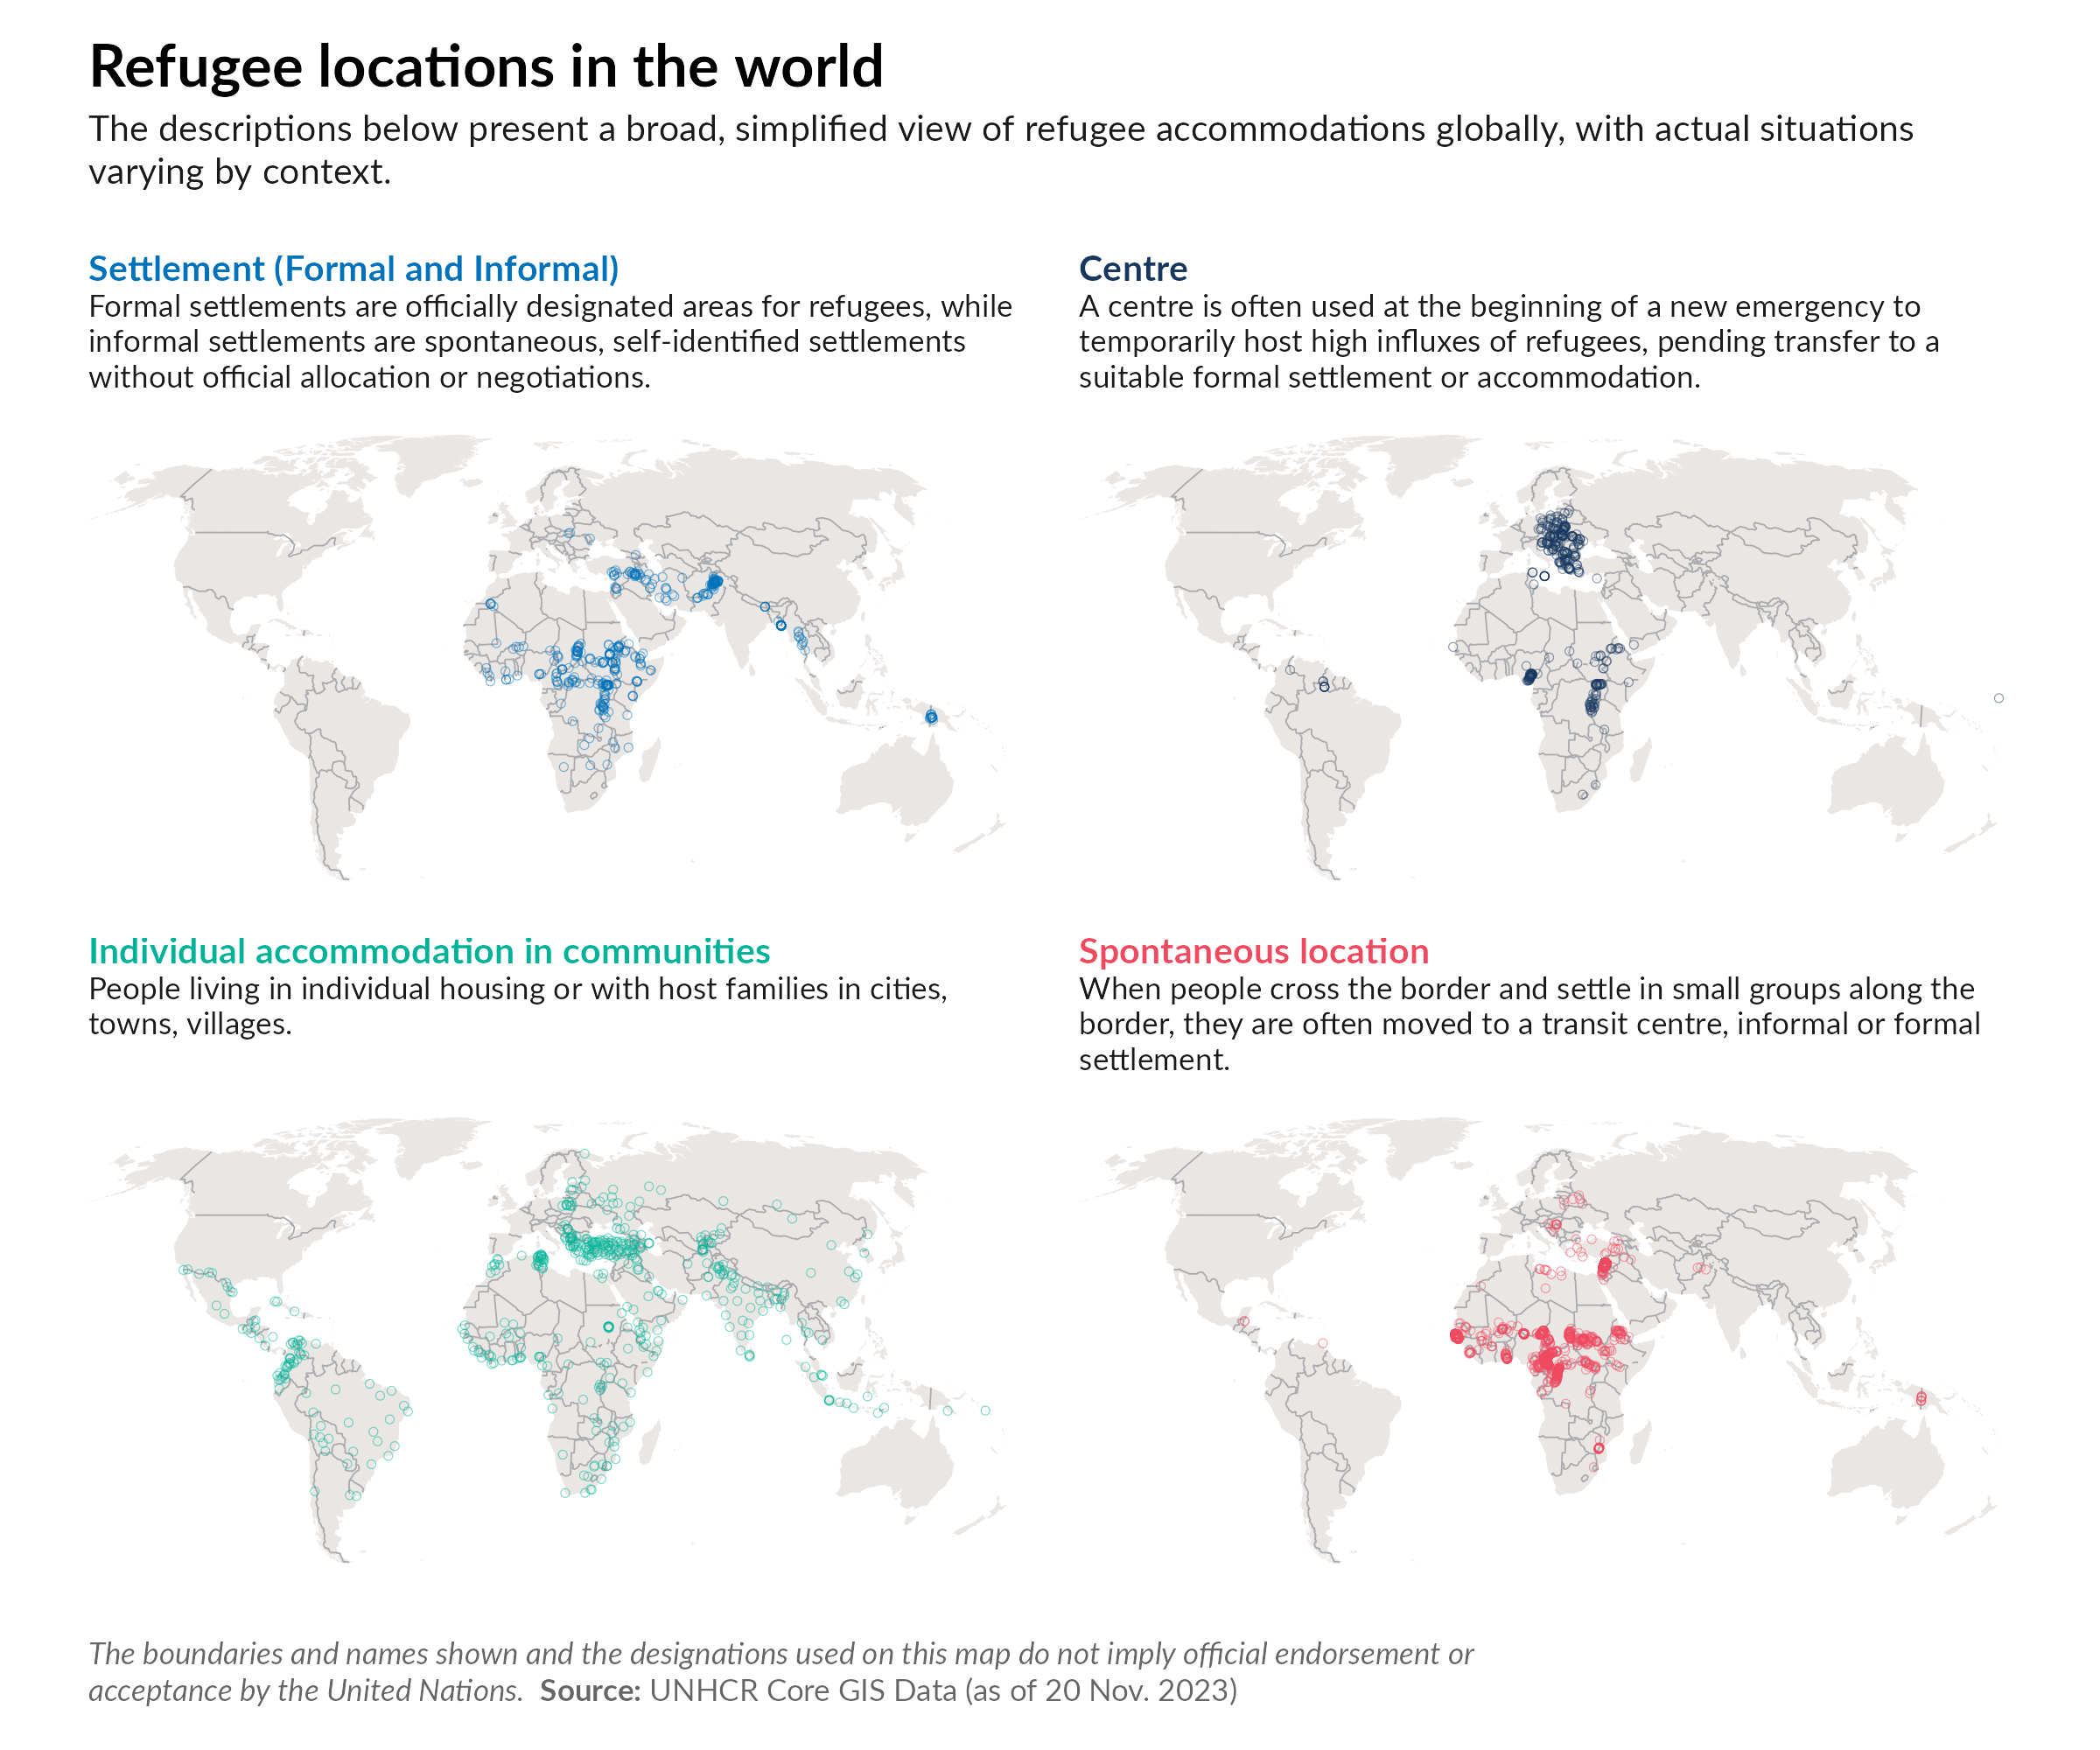 Refugee locations in the world
The descriptions below present a broad, simplified view of refugee accommodations globally, with actual situations
varying by context.
Settlement (Formal and Informal)
Formal settlements are officially designated areas for refugees, while
informal settlements are spontaneous, self-identified settlements
without official allocation or negotiations.
Centre
A centre is often used at the beginning of a new emergency to
temporarily host high influxes of refugees, pending transfer to a
suitable formal settlement or accommodation.
Individual accommodation in communities
People living in individual housing or with host families in cities,
towns, villages.
Spontaneous location
When people cross the border and settle in small groups along the
border, they are often moved to a transit centre, informal or formal
settlement.
The boundaries and names shown and the designations used on this map do not imply official endorsement or
acceptance by the United Nations. Source: UNHCR Core GIS Data (as of 20 Nov. 2023)